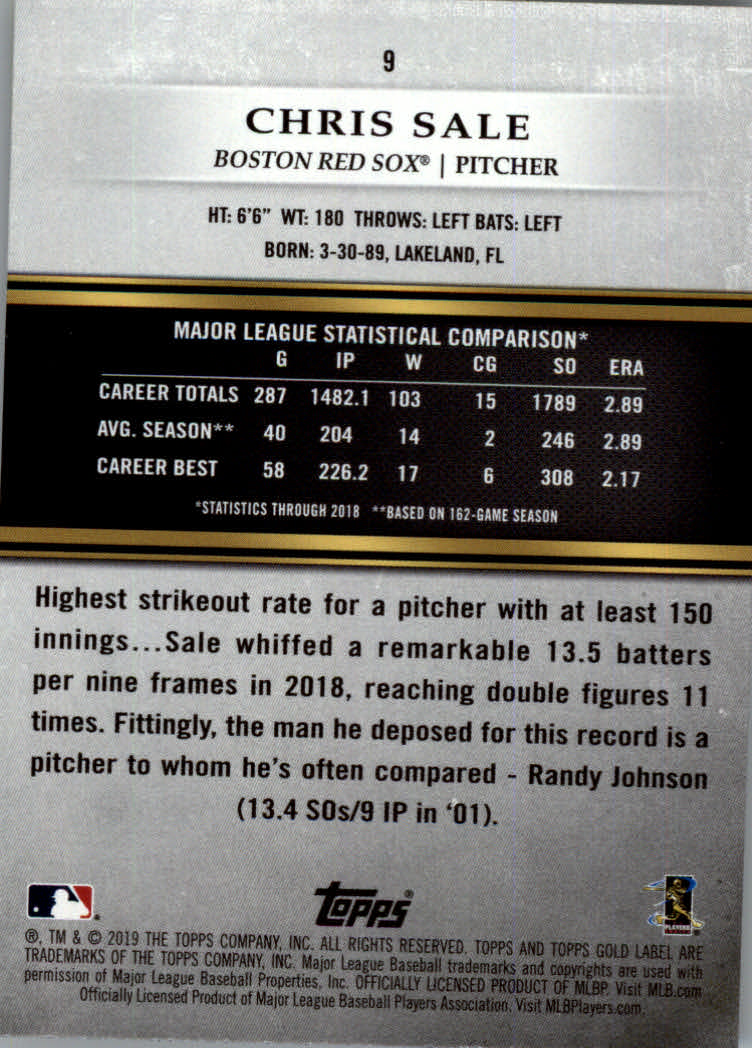 9
CHRIS SALE
BOSTON RED SOX® | PITCHER
HT: 6'6" WT: 180 THROWS: LEFT BATS: LEFT
BORN: 3-30-89, LAKELAND, FL
MAJOR LEAGUE STATISTICAL COMPARISON*
G IP W CG SO ERA
CAREER TOTALS 287 1482.1 103 15 1789 2.89
AVG. SEASON** 40 204 14 2 246 2.89
CAREER BEST 58 226.2 17 6 308 2.17
*STATISTICS THROUGH 2018 **BASED ON 162-GAME SEASON
Highest strikeout rate for a pitcher with at least 150
innings...Sale whiffed a remarkable 13.5 batters
per nine frames in 2018, reaching double figures 11
times. Fittingly, the man he deposed for this record is a
pitcher to whom he's often compared - Randy Johnson
(13.4 SOs/9 IP in '01).
topps®
PLAYERS
®, TM & © 2019 THE TOPPS COMPANY, INC. ALL RIGHTS RESERVED. TOPPS AND TOPPS GOLD LABEL ARE
TRADEMARKS OF THE TOPPS COMPANY, INC. Major League Baseball trademarks and copyrights are used with
permission of Major League Baseball Properties, Inc. OFFICIALLY LICENSED PRODUCT OF MLBP. Visit MLB.com
Officially Licensed Product of Major League Baseball Players Association. Visit MLBPlayers.com.